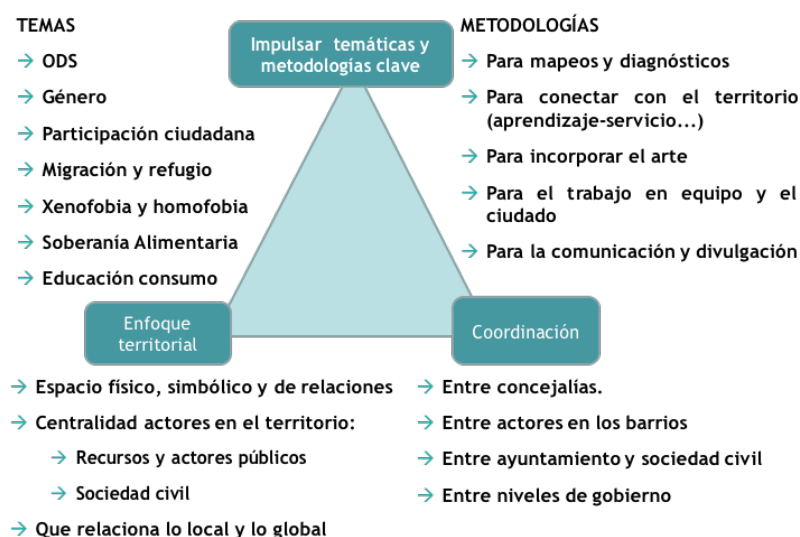 TEMAS
→ ODS
→ Género
→ Participación ciudadana
→ Migración y refugio
→ Xenofobia y homofobia
→ Soberanía Alimentaria
→ Educación consumo
Impulsar temáticas y
metodologías clave
METODOLOGÍAS
→ Para mapeos y diagnósticos
→ Para conectar con el territorio
(aprendizaje-servicio...)
→ Para incorporar el arte
→ Para el trabajo en equipo y el
ciudado
→ Para la comunicación y divulgación
Enfoque
territorial
→ Espacio físico, simbólico y de relaciones
→ Centralidad actores en el territorio:
→ Recursos y actores públicos
→ Sociedad civil
→ Que relaciona lo local y lo global
Coordinación
→ Entre concejalías.
→ Entre actores en los barrios
→ Entre ayuntamiento y sociedad civil
→ Entre niveles de gobierno